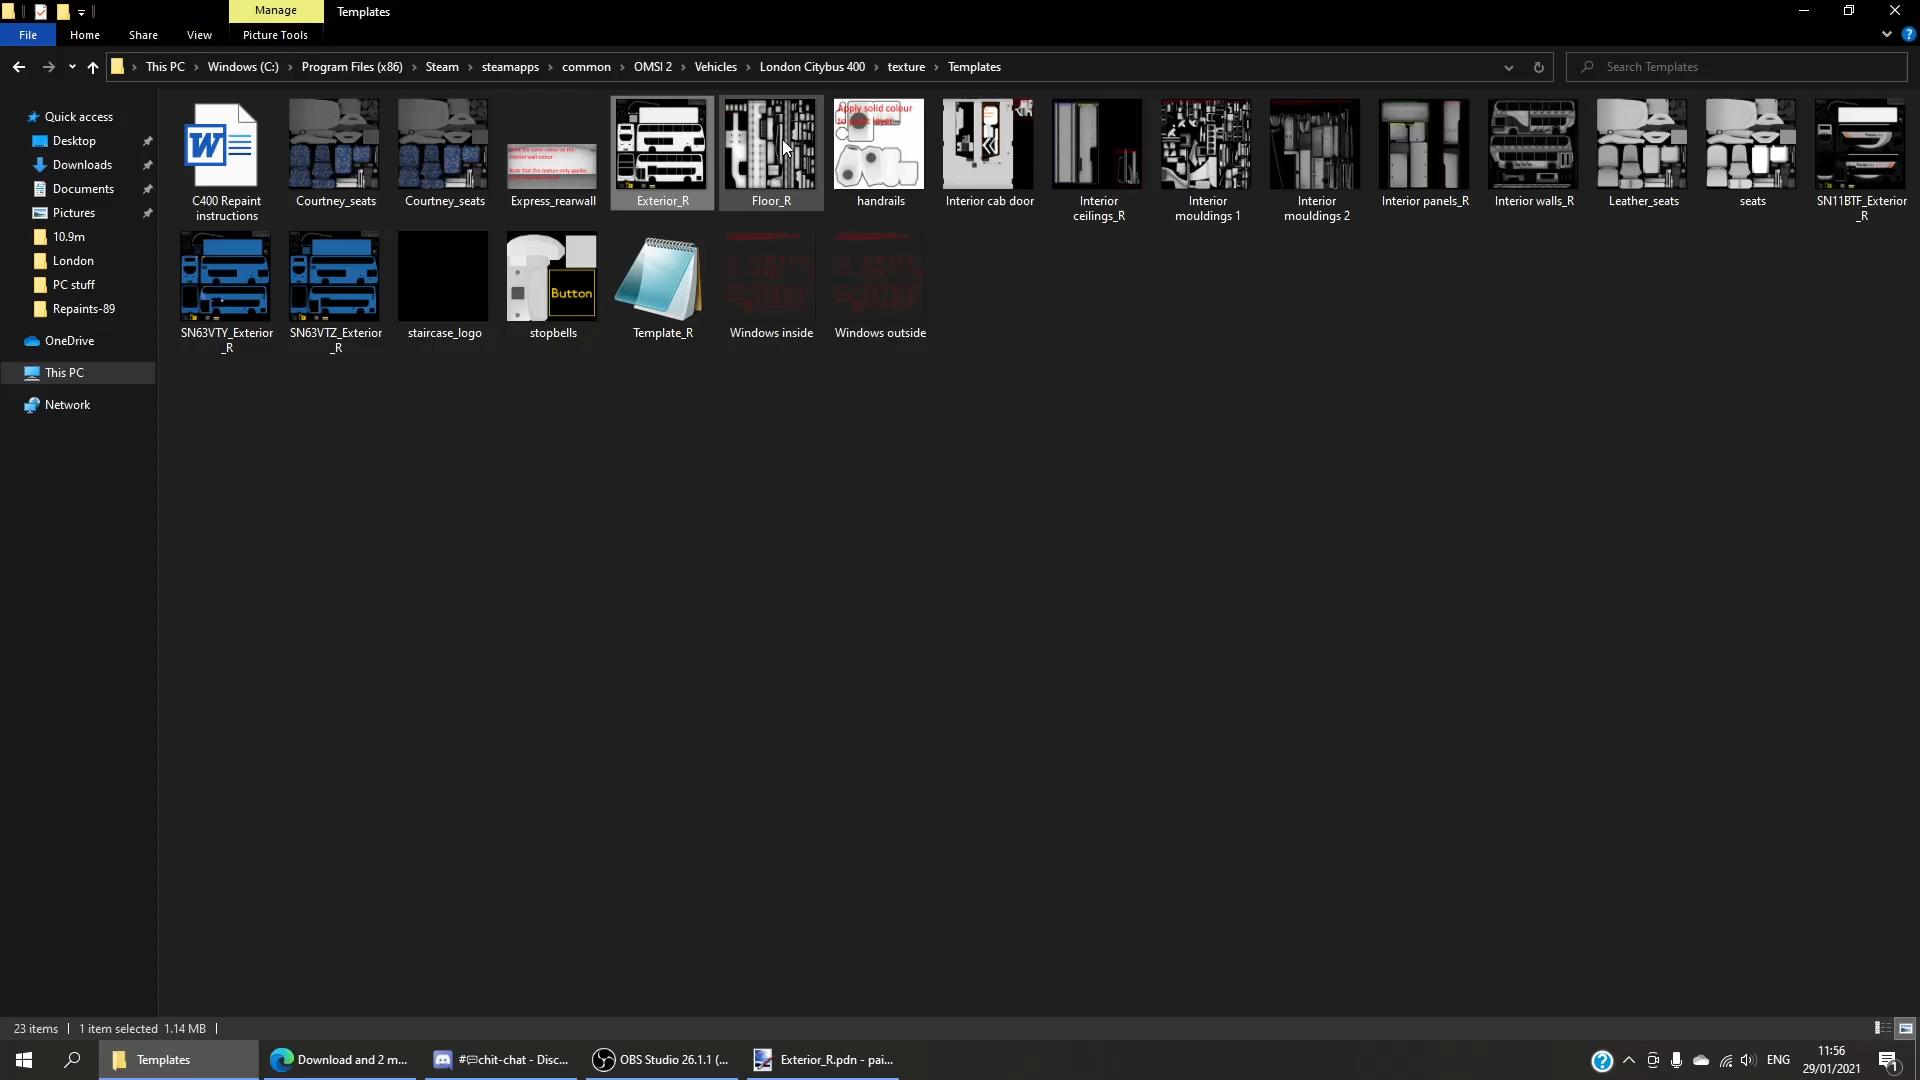 Manage
Templates
File
Home
Share
View
Picture Tools
This PC
Windows (C:)
Program Files (x86)
Steam
steamapps
common
OMSI 2
Vehicles
London Citybus 400
texture
Templates
Search Templates
Quick access
Desktop
Downloads
Documents
Pictures
10.9m
London
PC stuff
Repaints-89
OneDrive
This PC
Network
Apply solid colour
C400 Repaint
instructions
Courtney_seats
Courtney_seats
Express_rearwall
Exterior_R
Floor_R
handrails
Interior cab door
Interior
ceilings_R
Interior
mouldings 1
Interior
mouldings 2
Interior panels_R
Interior walls_R
Leather_seats
seats
SN11BTF_Exterior
_R
Button
SN63VTY_Exterior
_R
SN63VTZ_Exterior
_R
staircase_logo
stopbells
Template_R
Windows inside
Windows outside
23 items
1 item selected 1.14 MB
Templates
Download and 2 m...
#chit-chat - Disc...
OBS Studio 26.1.1 (...
Exterior_R.pdn - pai...
ENG
11:56
29/01/2021
1